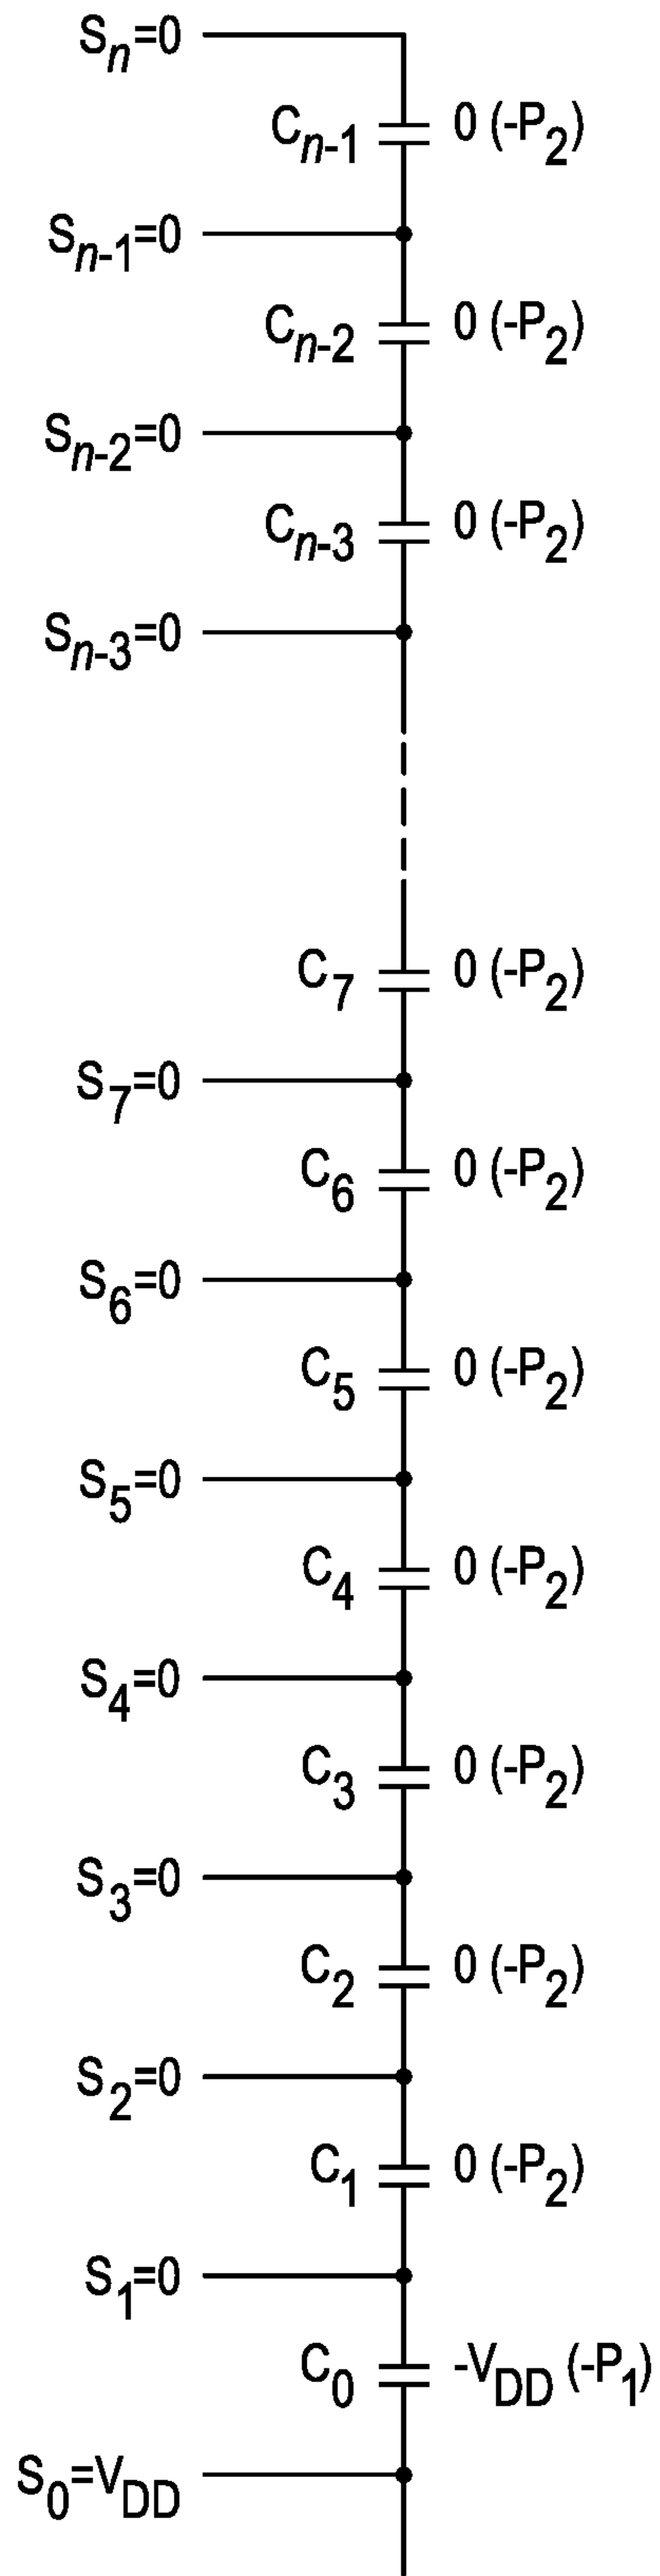 Sn=0
Cn-1 0 (-P2)
Sn-1=0
Cn-2 0 (-P2)
Sn-2=0
Cn-3 0 (-P2)
Sn-3=0
C7 0 (-P2)
S7=0
C6 0 (-P2)
S6=0
C5 0 (-P2)
S5=0
C4 0 (-P2)
S4=0
C3 0 (-P2)
S3=0
C2 0 (-P2)
S2=0
C1 0 (-P2)
S1=0
C0 -VDD (-P1)
S0=VDD